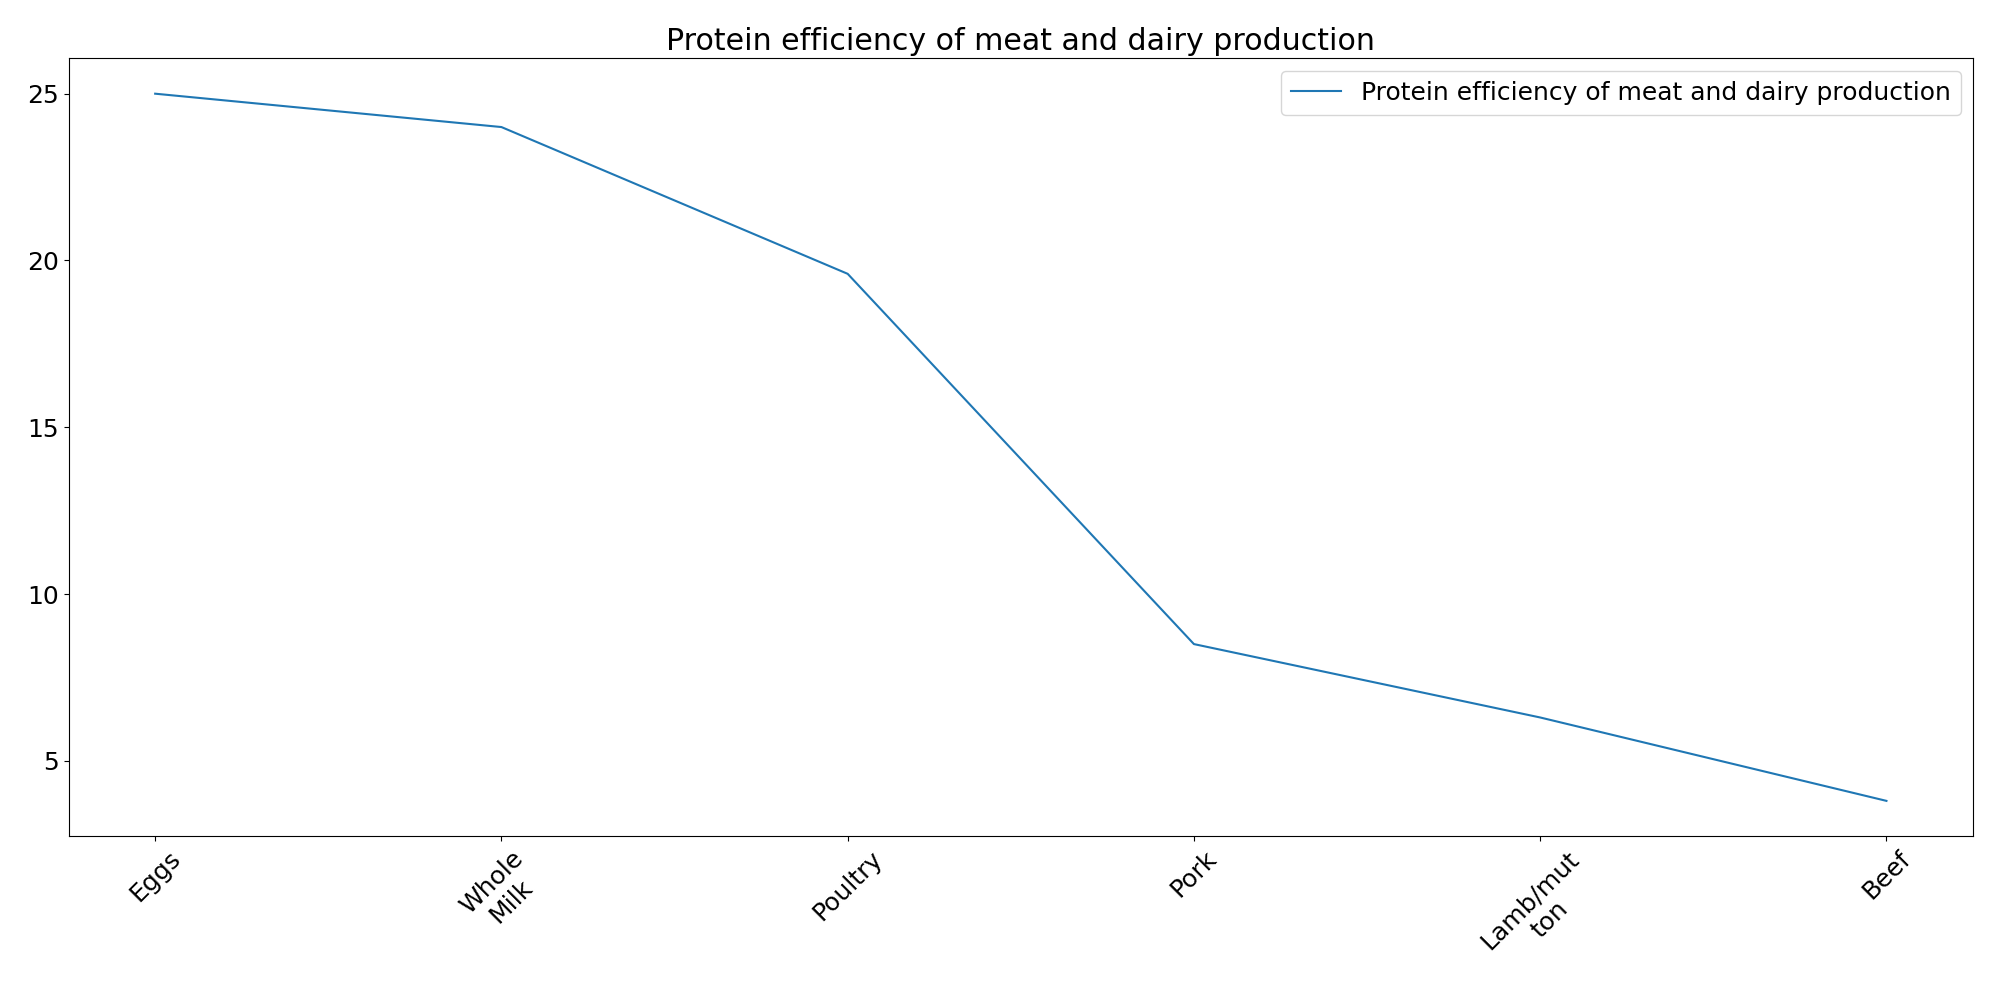 Protein efficiency of meat and dairy production
Protein efficiency of meat and dairy production
25
20
15
10
5
Eggs
Whole
Milk
Poultry
Pork
Lamb/mut
ton
Beef